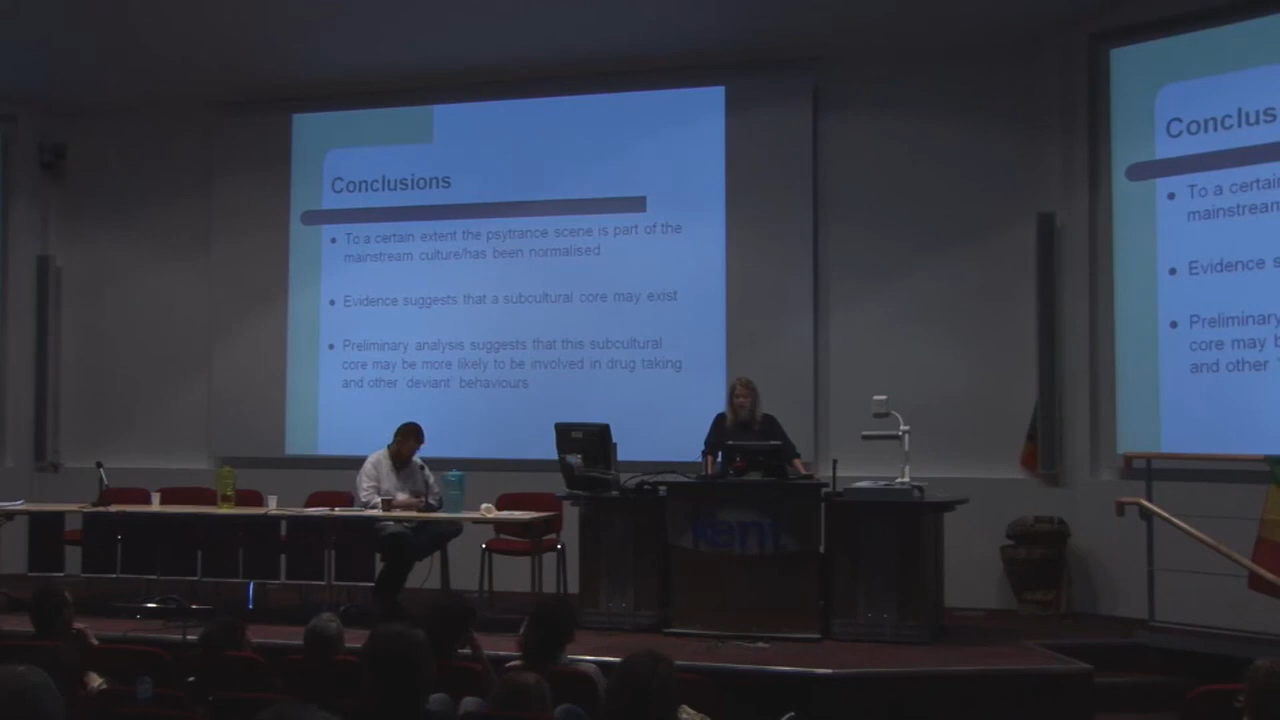 Conclusions
To a certain extent the psytrance scene is part of the
mainstream culture/has been normalised
Evidence suggests that a subcultural core may exist
Preliminary analysis suggests that this subcultural
core may be more likely to be involved in drug taking
and other 'deviant' behaviours
Conclus
To a certai
mainstream
Evidence s
Preliminary
core may b
and other '
kent